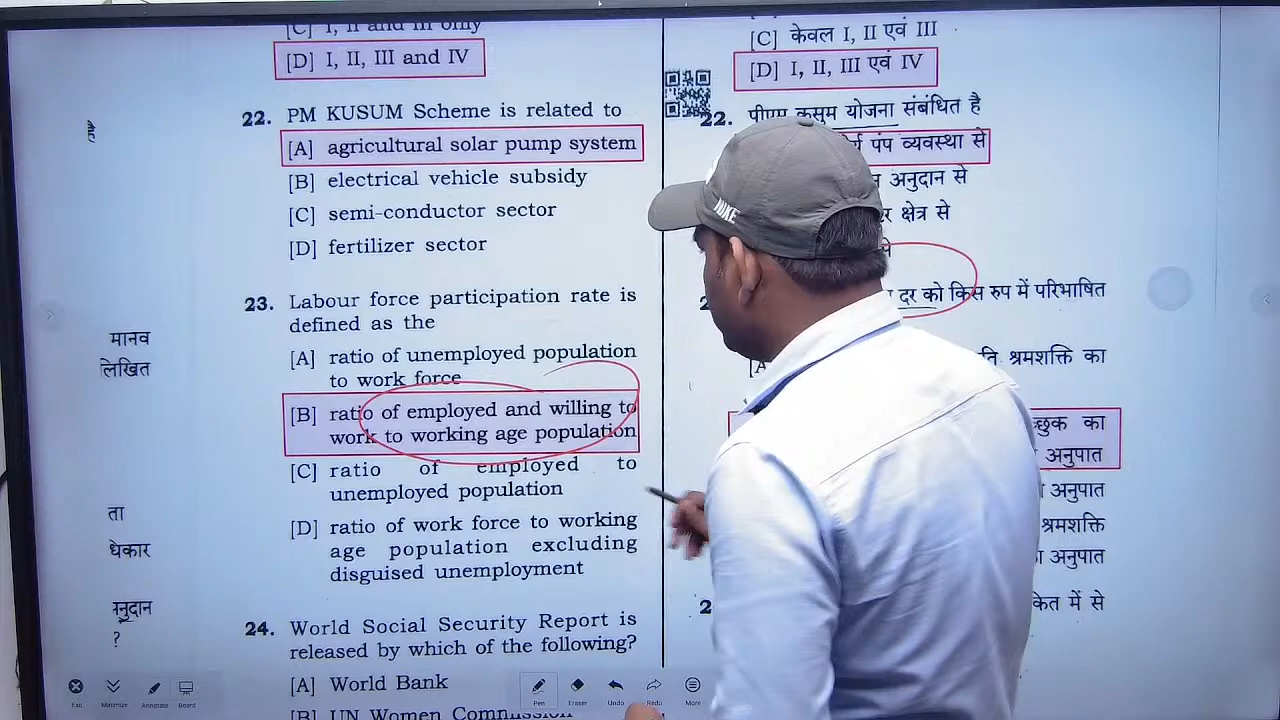 [C] I, II and III only
[D] I, II, III and IV
22. PM KUSUM Scheme is related to
[A] agricultural solar pump system
[B] electrical vehicle subsidy
[C] semi-conductor sector
[D] fertilizer sector
23. Labour force participation rate is
defined as the
[A] ratio of unemployed population
to work force
[B] ratio of employed and willing to
work to working age population
[C] ratio of employed to
unemployed population
[D] ratio of work force to working
age population excluding
disguised unemployment
24. World Social Security Report is
released by which of the following?
[A] World Bank
[B] UN Women Commission
[C] केवल I, II एवं III
[D] I, II, III एवं IV
22. पीएम कुसुम योजना संबंधित है
पंप व्यवस्था से
अनुदान से
क्षेत्र से
दर को किस रुप में परिभाषित
श्रमशक्ति का
का
अनुपात
अनुपात
श्रमशक्ति
अनुपात
में से
है
मानव
लिखित
ता
धेकार
नुदान
?
NIKE
Exit
Minimize
Annotate
Board
Pen
Eraser
Undo
Redo
More